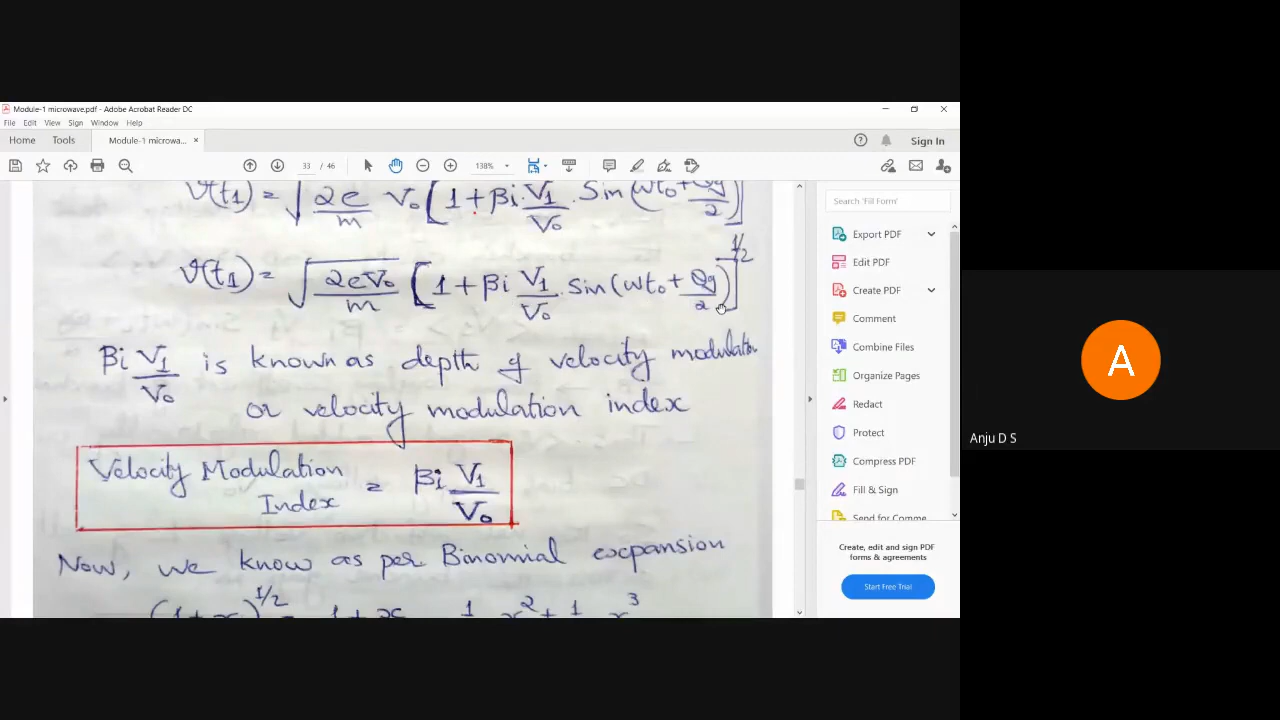 Module-1 microwave.pdf - Adobe Acrobat Reader DC
File Edit View Sign Window Help
Home Tools Module-1 microwa... × Sign In
33 / 46 138%
ϑ(t₁) = √(2e/m V₀ [1 + βi V₁/V₀ . Sin (ωt₀ + θg/2)]
ϑ(t₁) = √(2eV₀/m) [1 + βi V₁/V₀ . Sin (ωt₀ + θg/2)]^1/2
βi V₁/V₀ is known as depth of velocity modulation
or velocity modulation index
Velocity Modulation
Index = βi V₁/V₀
Now, we know as per Binomial expansion
Search 'Fill Form'
Export PDF
Edit PDF
Create PDF
Comment
Combine Files
Organize Pages
Redact
Protect
Compress PDF
Fill & Sign
Send for Comme
Create, edit and sign PDF
forms & agreements
Start Free Trial
A
Anju D S